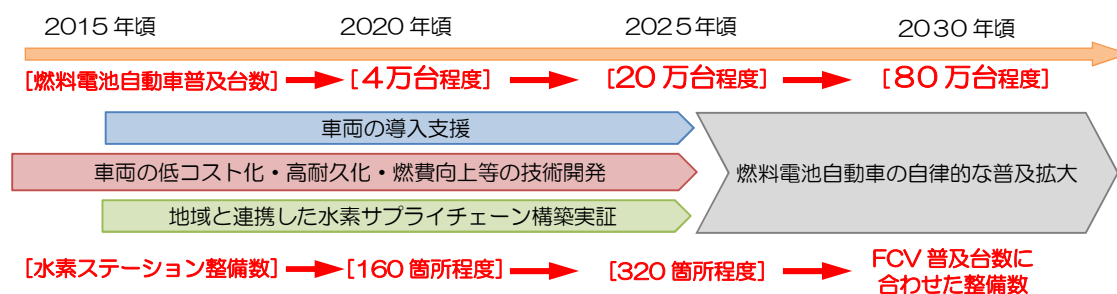 2015年頃 2020年頃 2025年頃 2030年頃
[燃料電池自動車普及台数] [4万台程度] [20万台程度] [80万台程度]
車両の導入支援
車両の低コスト化・高耐久化・燃費向上等の技術開発
燃料電池自動車の自律的な普及拡大
地域と連携した水素サプライチェーン構築実証
[水素ステーション整備数] [160箇所程度] [320箇所程度] FCV普及台数に
合わせた整備数